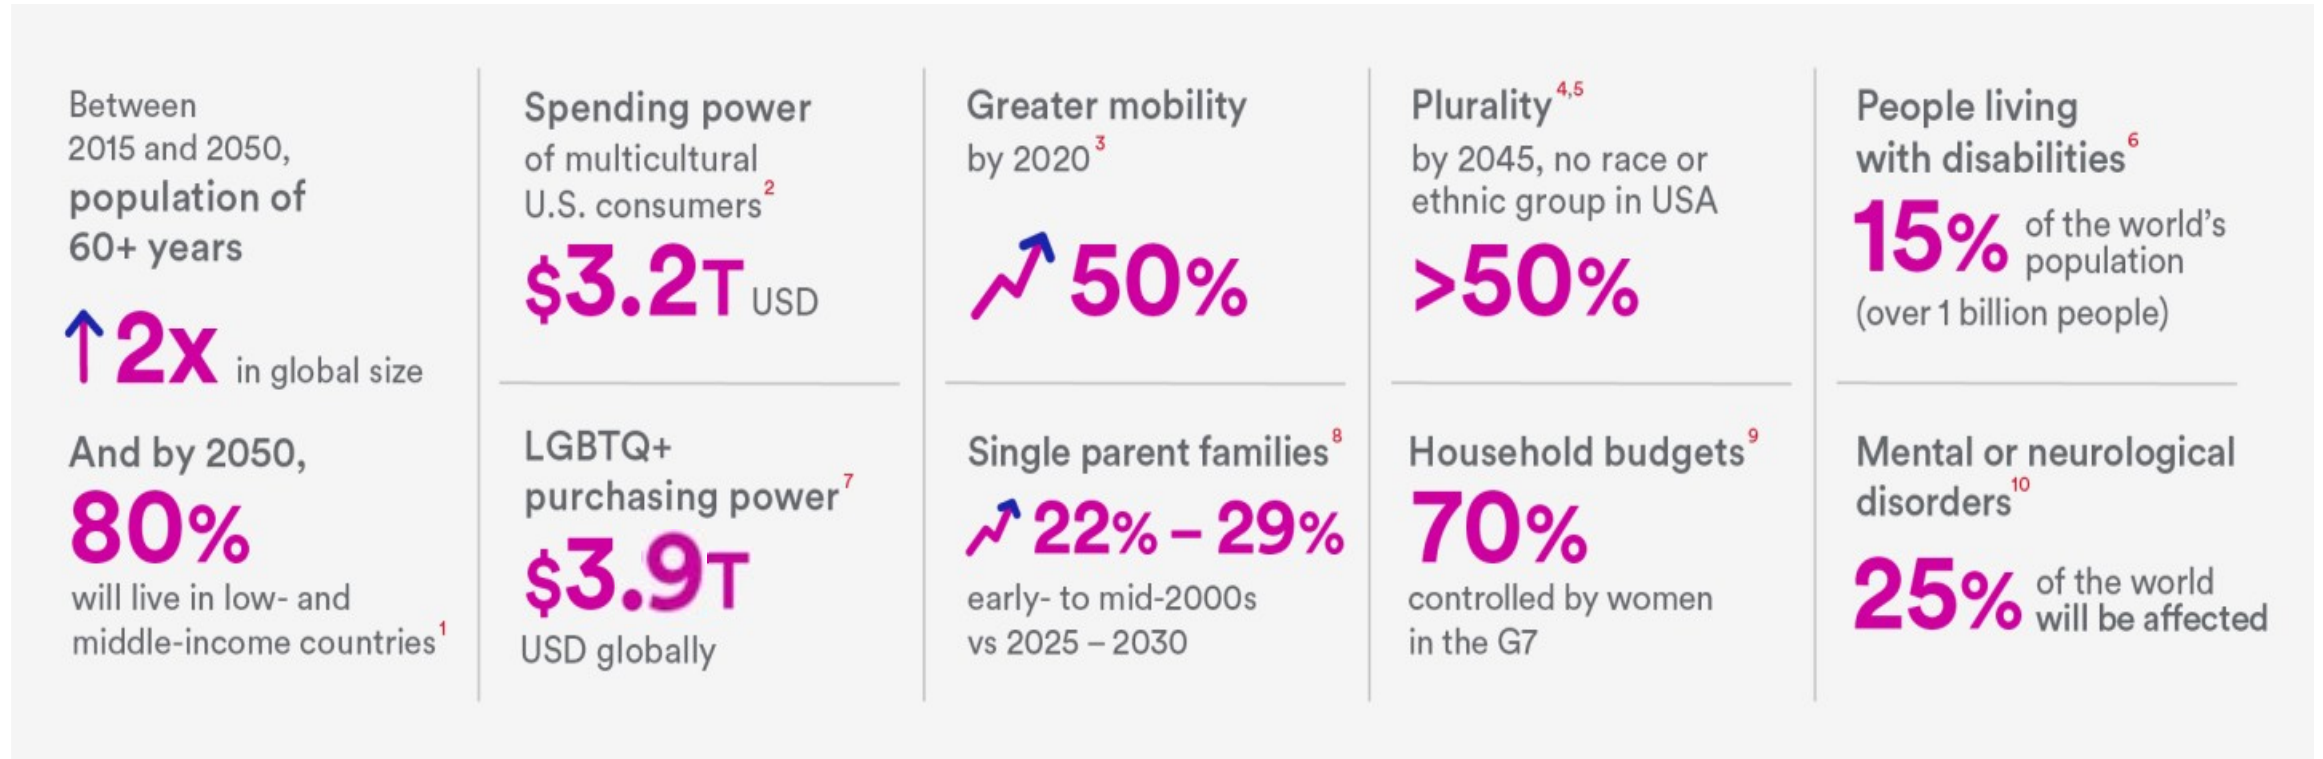 Between
2015 and 2050,
population of
60+ years
↑2x in global size
And by 2050,
80%
will live in low- and
middle-income countries1
Spending power
of multicultural
U.S. consumers2
$3.2T USD
LGBTQ+
purchasing power7
$3.9T
USD globally
Greater mobility
by 20203
50%
Single parent families8
22% – 29%
early- to mid-2000s
vs 2025 – 2030
Plurality4,5
by 2045, no race or
ethnic group in USA
>50%
Household budgets9
70%
controlled by women
in the G7
People living
with disabilities6
15% of the world's
population
(over 1 billion people)
Mental or neurological
disorders10
25% of the world
will be affected